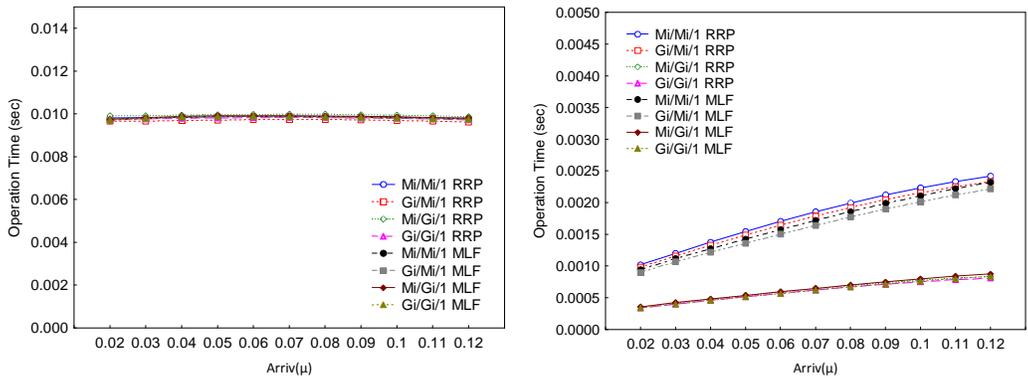 0.014
0.012
0.010
0.008
0.006
0.004
0.002
0.000
Operation Time (sec)
Mi/Mi/1 RRP
Gi/Mi/1 RRP
Mi/Gi/1 RRP
Gi/Gi/1 RRP
Mi/Mi/1 MLF
Gi/Mi/1 MLF
Mi/Gi/1 MLF
Gi/Gi/1 MLF
0.02 0.03 0.04 0.05 0.06 0.07 0.08 0.09 0.1 0.11 0.12
Arriv(μ)
0.0050
0.0045
0.0040
0.0035
0.0030
0.0025
0.0020
0.0015
0.0010
0.0005
0.0000
Operation Time (sec)
Mi/Mi/1 RRP
Gi/Mi/1 RRP
Mi/Gi/1 RRP
Gi/Gi/1 RRP
Mi/Mi/1 MLF
Gi/Mi/1 MLF
Mi/Gi/1 MLF
Gi/Gi/1 MLF
0.02 0.03 0.04 0.05 0.06 0.07 0.08 0.09 0.1 0.11 0.12
Arriv(μ)